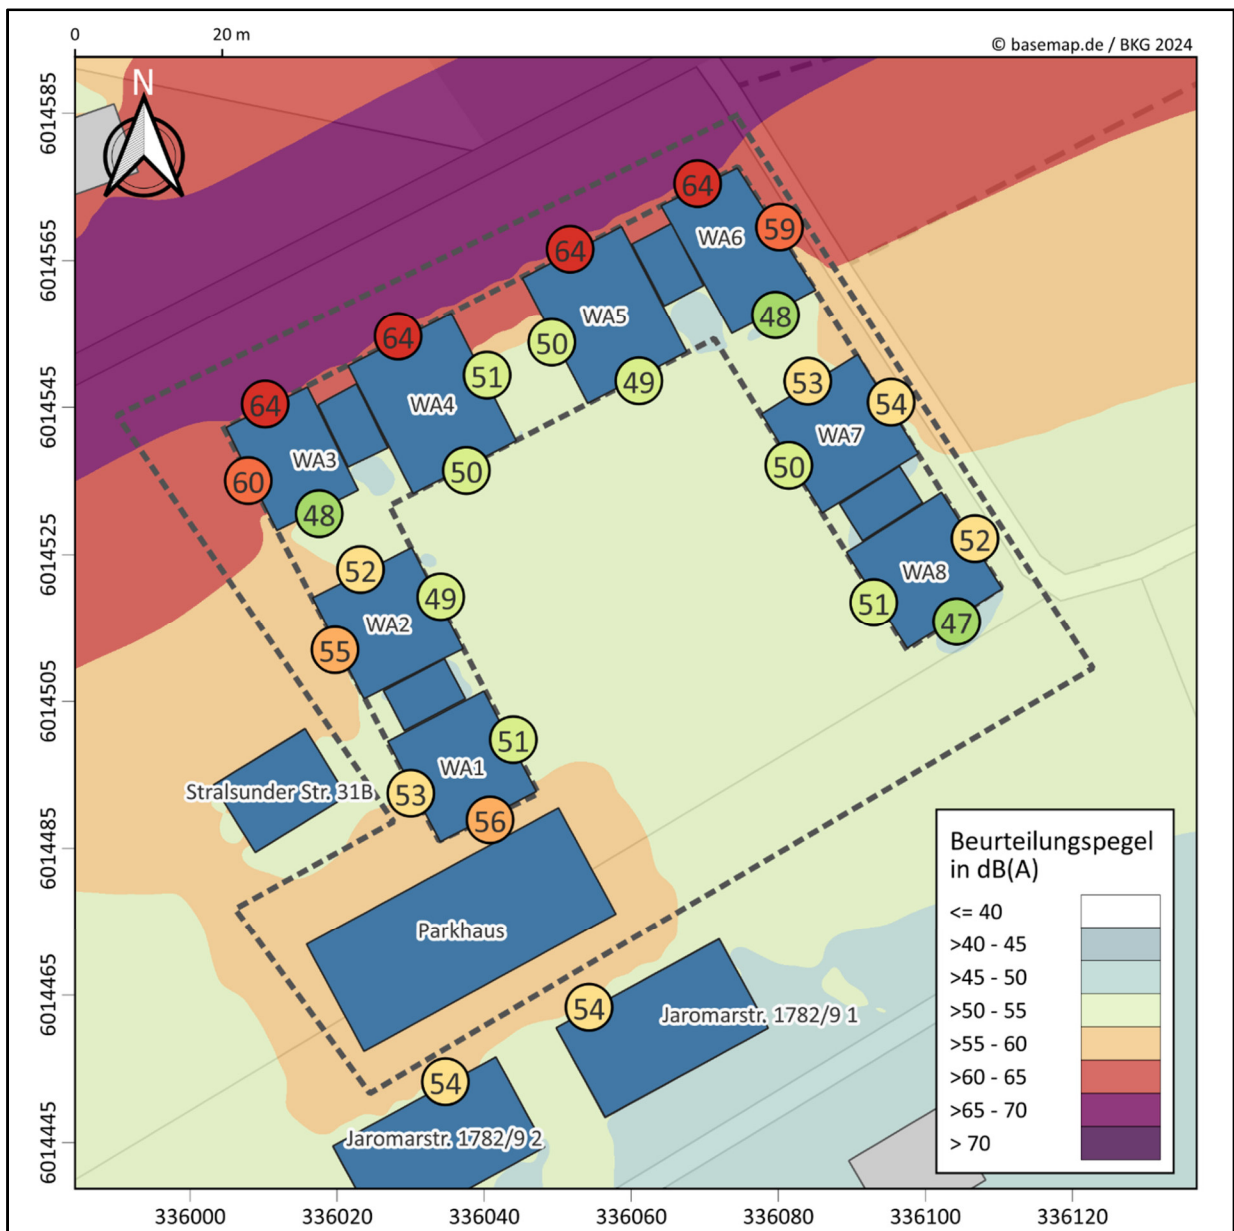 0
20 m
© basemap.de / BKG 2024
N
6014585
6014565
6014545
6014525
6014505
6014485
6014465
6014445
64
WA6
59
64
48
WA5
50
49
64
51
WA4
50
64
WA3
60
48
53
54
WA7
50
52
WA8
51
47
52
49
WA2
55
51
WA1
53
56
Stralsunder Str. 31B
Parkhaus
54
Jaromarstr. 1782/9 1
54
Jaromarstr. 1782/9 2
Beurteilungspegel
in dB(A)
<= 40
>40 - 45
>45 - 50
>50 - 55
>55 - 60
>60 - 65
>65 - 70
> 70
336000
336020
336040
336060
336080
336100
336120